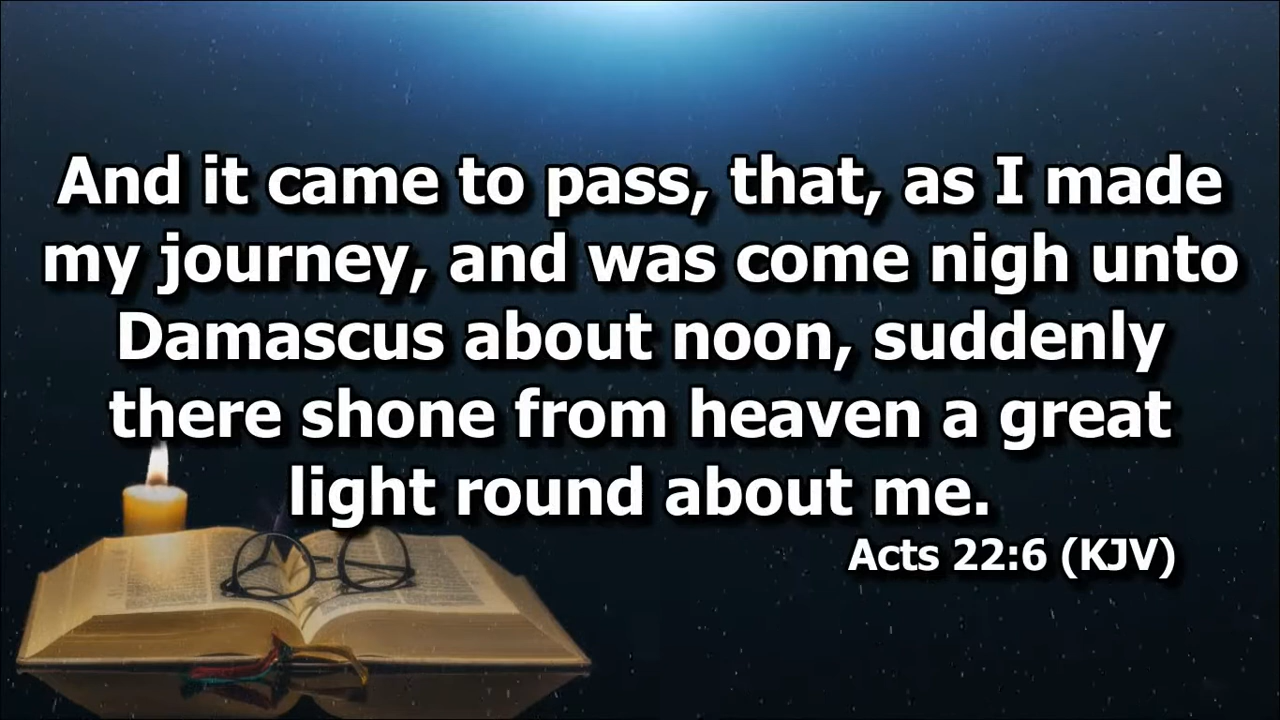 And it came to pass, that, as I made
my journey, and was come nigh unto
Damascus about noon, suddenly
there shone from heaven a great
light round about me.
Acts 22:6 (KJV)